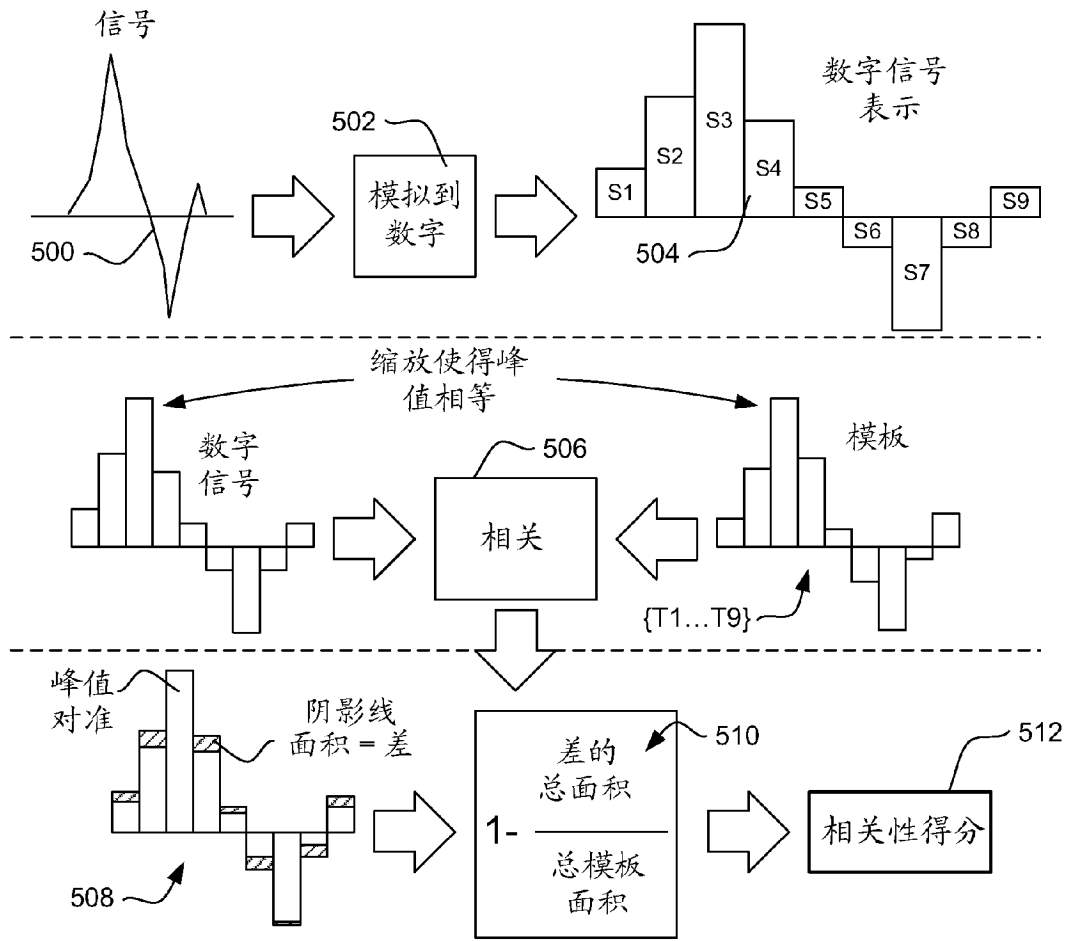 信号
500
502
模拟到
数字
数字信号
表示
S1
S2
S3
S4
S5
S6
S7
S8
S9
504
缩放使得峰
值相等
数字
信号
506
相关
模板
{T1...T9}
峰值
对准
阴影线
面积 = 差
508
1-
差的
总面积
总模板
面积
510
512
相关性得分